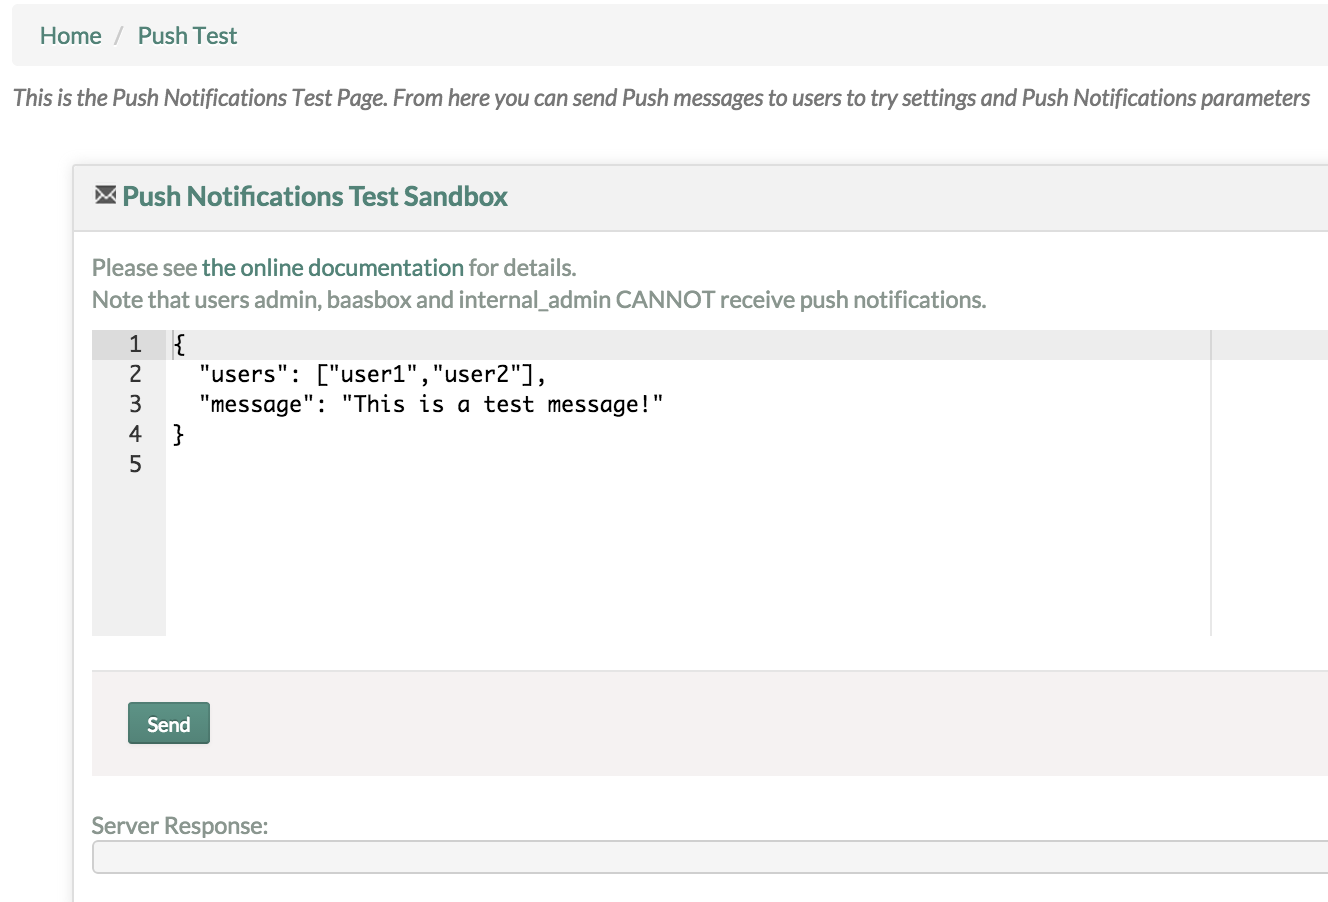 Home / Push Test
This is the Push Notifications Test Page. From here you can send Push messages to users to try settings and Push Notifications parameters
Push Notifications Test Sandbox
Please see the online documentation for details.
Note that users admin, baasbox and internal_admin CANNOT receive push notifications.
1 {
2   "users": ["user1","user2"],
3   "message": "This is a test message!"
4 }
5
Send
Server Response: